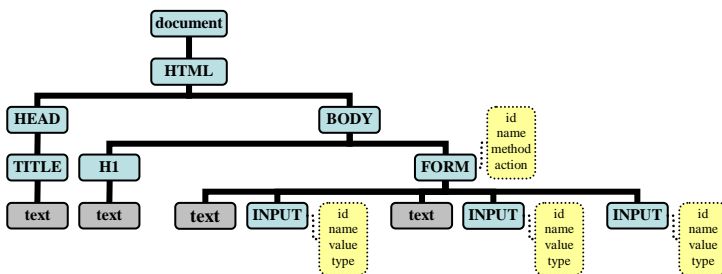 document
HTML
HEAD
BODY
id
name
method
action
TITLE
H1
FORM
text
text
text
INPUT
id
name
value
type
text
INPUT
id
name
value
type
INPUT
id
name
value
type